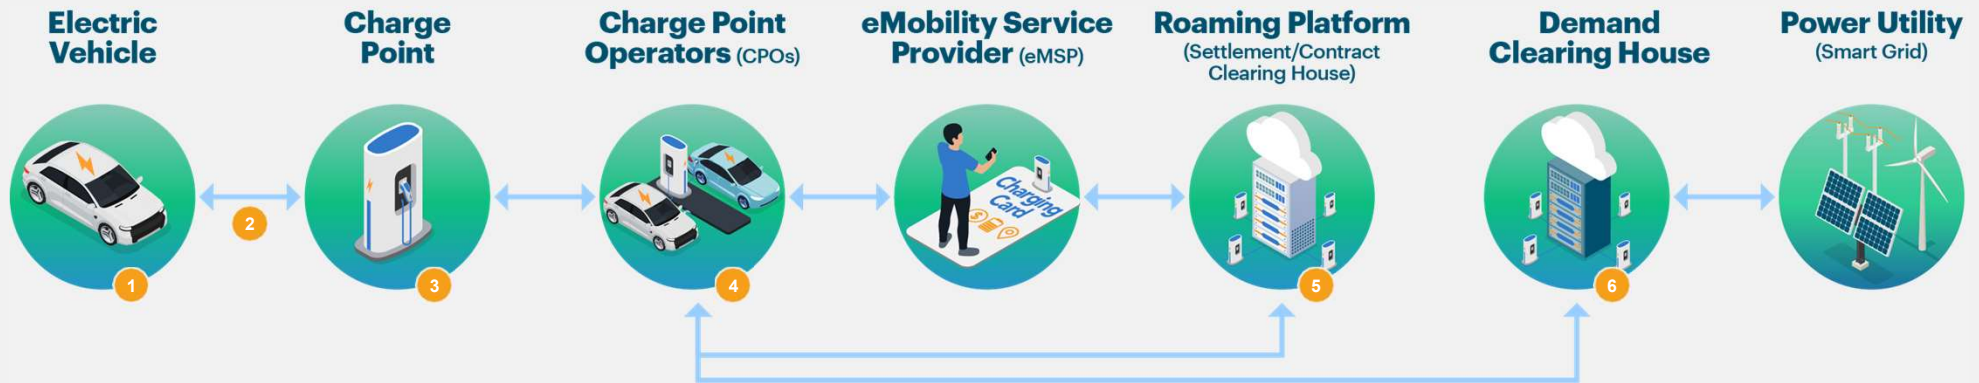 Electric
Vehicle
Charge
Point
Charge Point
Operators (CPOs)
eMobility Service
Provider (eMSP)
Roaming Platform
(Settlement/Contract
Clearing House)
Demand
Clearing House
Power Utility
(Smart Grid)
Charging
Card
$
2
1
3
4
5
6